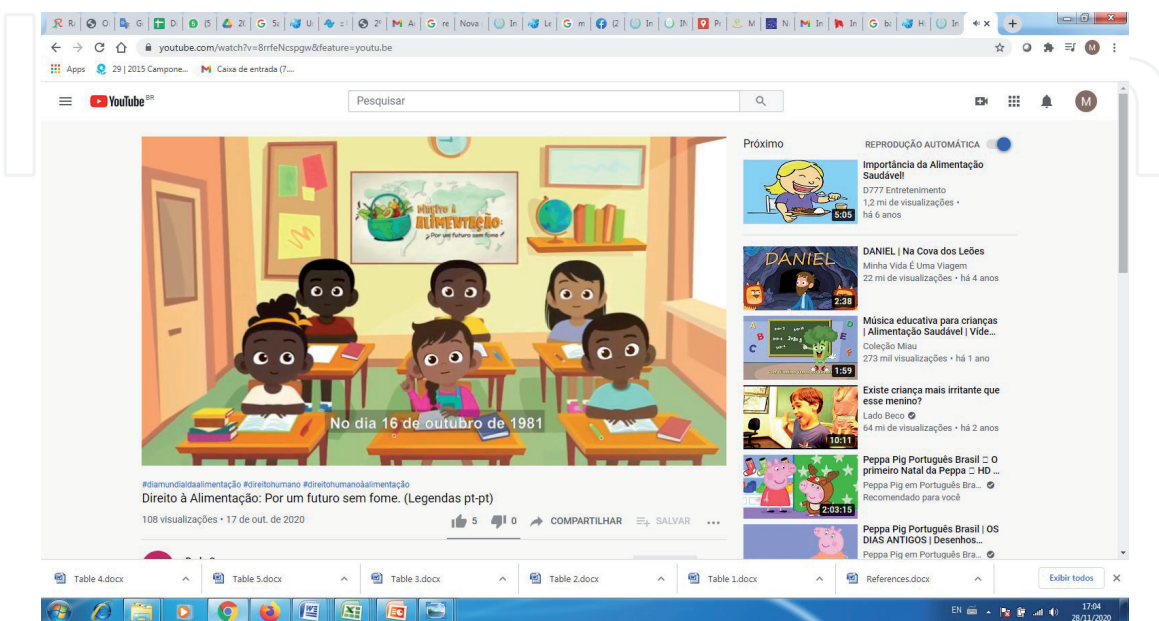 youtube.com/watch?v=8rrfeNcspgw&feature=youtu.be
M
Apps 29 | 2015 Campone... Caixa de entrada (7....
YouTube BR
Pesquisar
M
DIREITO À
ALIMENTAÇÃO:
Por um futuro sem fome
No dia 16 de outubro de 1981
#diamundialdaalimentação #direitohumano #direitohumanoàalimentação
Direito à Alimentação: Por um futuro sem fome. (Legendas pt-pt)
108 visualizações • 17 de out. de 2020
5 0 COMPARTILHAR SALVAR ...
Próximo
REPRODUÇÃO AUTOMÁTICA
Importância da Alimentação
Saudável!
D777 Entretenimento
1,2 mi de visualizações •
há 6 anos
5:05
DANIEL
DANIEL | Na Cova dos Leões
Minha Vida É Uma Viagem
22 mi de visualizações • há 4 anos
2:38
Música educativa para crianças
| Alimentação Saudável | Víde...
Coleção Miau
273 mil visualizações • há 1 ano
1:59
Existe criança mais irritante que
esse menino?
Lado Beco
64 mi de visualizações • há 2 anos
10:11
Peppa Pig Português Brasil □ O
primeiro Natal da Peppa □ HD ...
Peppa Pig Português Bra...
Recomendado para você
2:03:15
Peppa Pig Português Brasil | OS
DIAS ANTIGOS | Desenhos...
Peppa Pig em Português Bra...
Table 4.docx Table 5.docx Table 3.docx Table 2.docx Table 1.docx References.docx Exibir todos
EN 17:04
28/11/2020